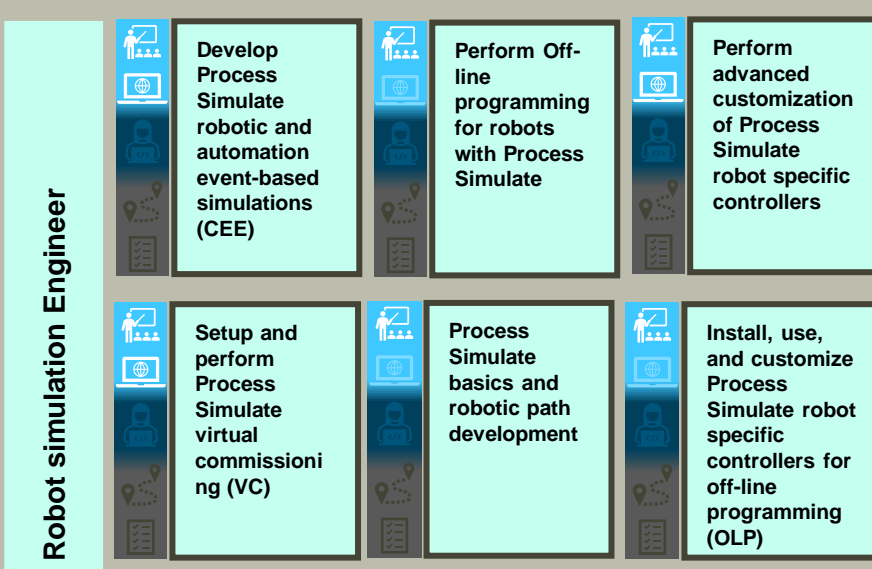 Robot simulation Engineer
Develop
Process
Simulate
robotic and
automation
event-based
simulations
(CEE)
Perform Off-
line
programming
for robots
with Process
Simulate
Perform
advanced
customization
of Process
Simulate
robot specific
controllers
Setup and
perform
Process
Simulate
virtual
commissioni
ng (VC)
Process
Simulate
basics and
robotic path
development
Install, use,
and customize
Process
Simulate robot
specific
controllers for
off-line
programming
(OLP)